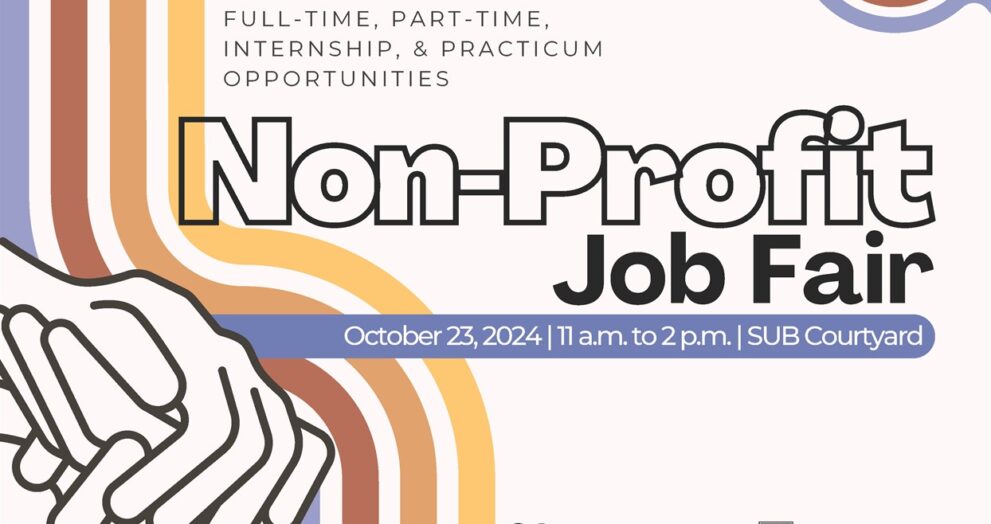 FULL-TIME, PART-TIME,
INTERNSHIP, & PRACTICUM
OPPORTUNITIES
Non-Profit
Job Fair
October 23, 2024 | 11 a.m. to 2 p.m. | SUB Courtyard